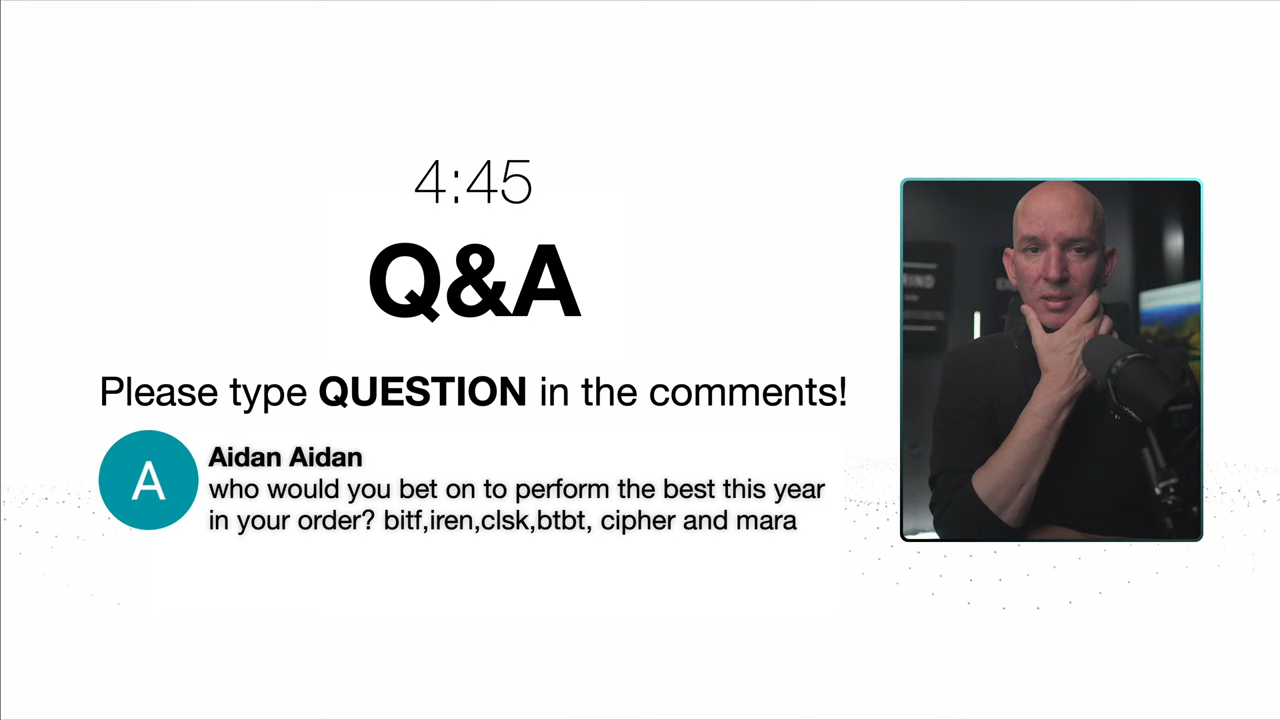 4:45
Q&A
Please type QUESTION in the comments!
A
Aidan Aidan
who would you bet on to perform the best this year
in your order? bitf,iren,clsk,btbt, cipher and mara